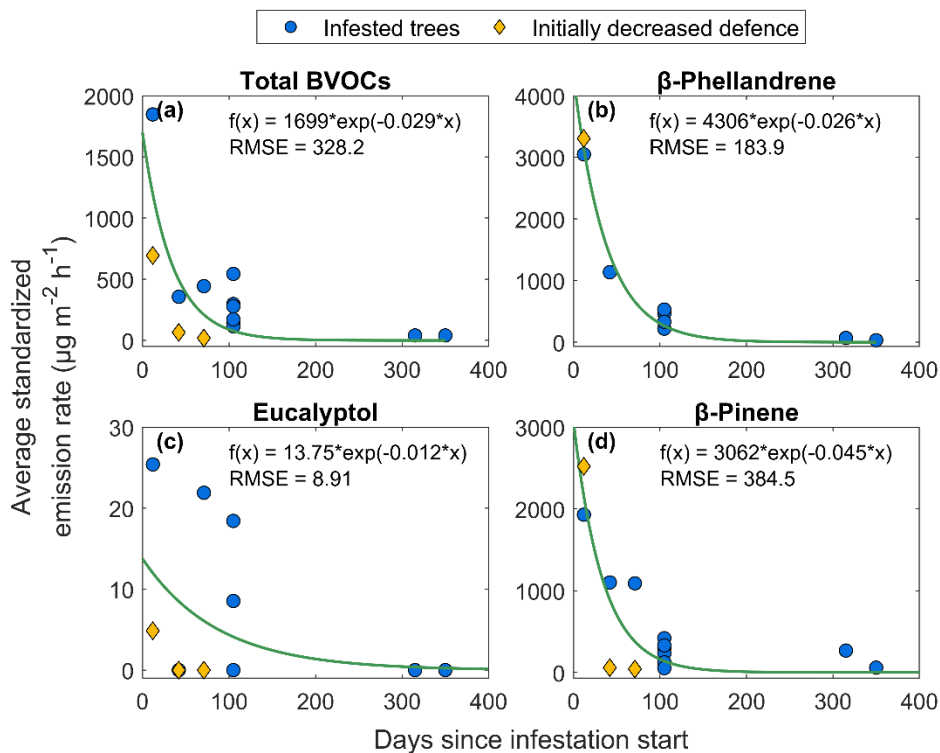 Infested trees Initially decreased defence
Total BVOCs
(a)
f(x) = 1699*exp(-0.029*x)
RMSE = 328.2
2000
1500
1000
500
0
0 100 200 300 400
β-Phellandrene
(b)
f(x) = 4306*exp(-0.026*x)
RMSE = 183.9
4000
3000
2000
1000
0
0 100 200 300 400
Average standardized
emission rate (μg m⁻² h⁻¹)
Eucalyptol
(c)
f(x) = 13.75*exp(-0.012*x)
RMSE = 8.91
30
20
10
0
0 100 200 300 400
β-Pinene
(d)
f(x) = 3062*exp(-0.045*x)
RMSE = 384.5
3000
2000
1000
0
0 100 200 300 400
Days since infestation start